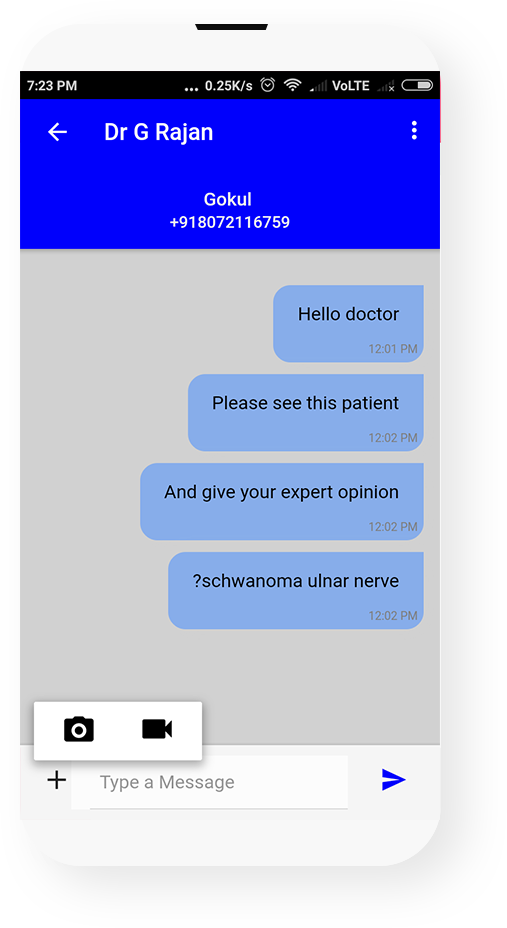 7:23 PM ... 0.25K/s VoLTE
Dr G Rajan
Gokul
+918072116759
Hello doctor
12:01 PM
Please see this patient
12:02 PM
And give your expert opinion
12:02 PM
?schwanoma ulnar nerve
12:02 PM
Type a Message